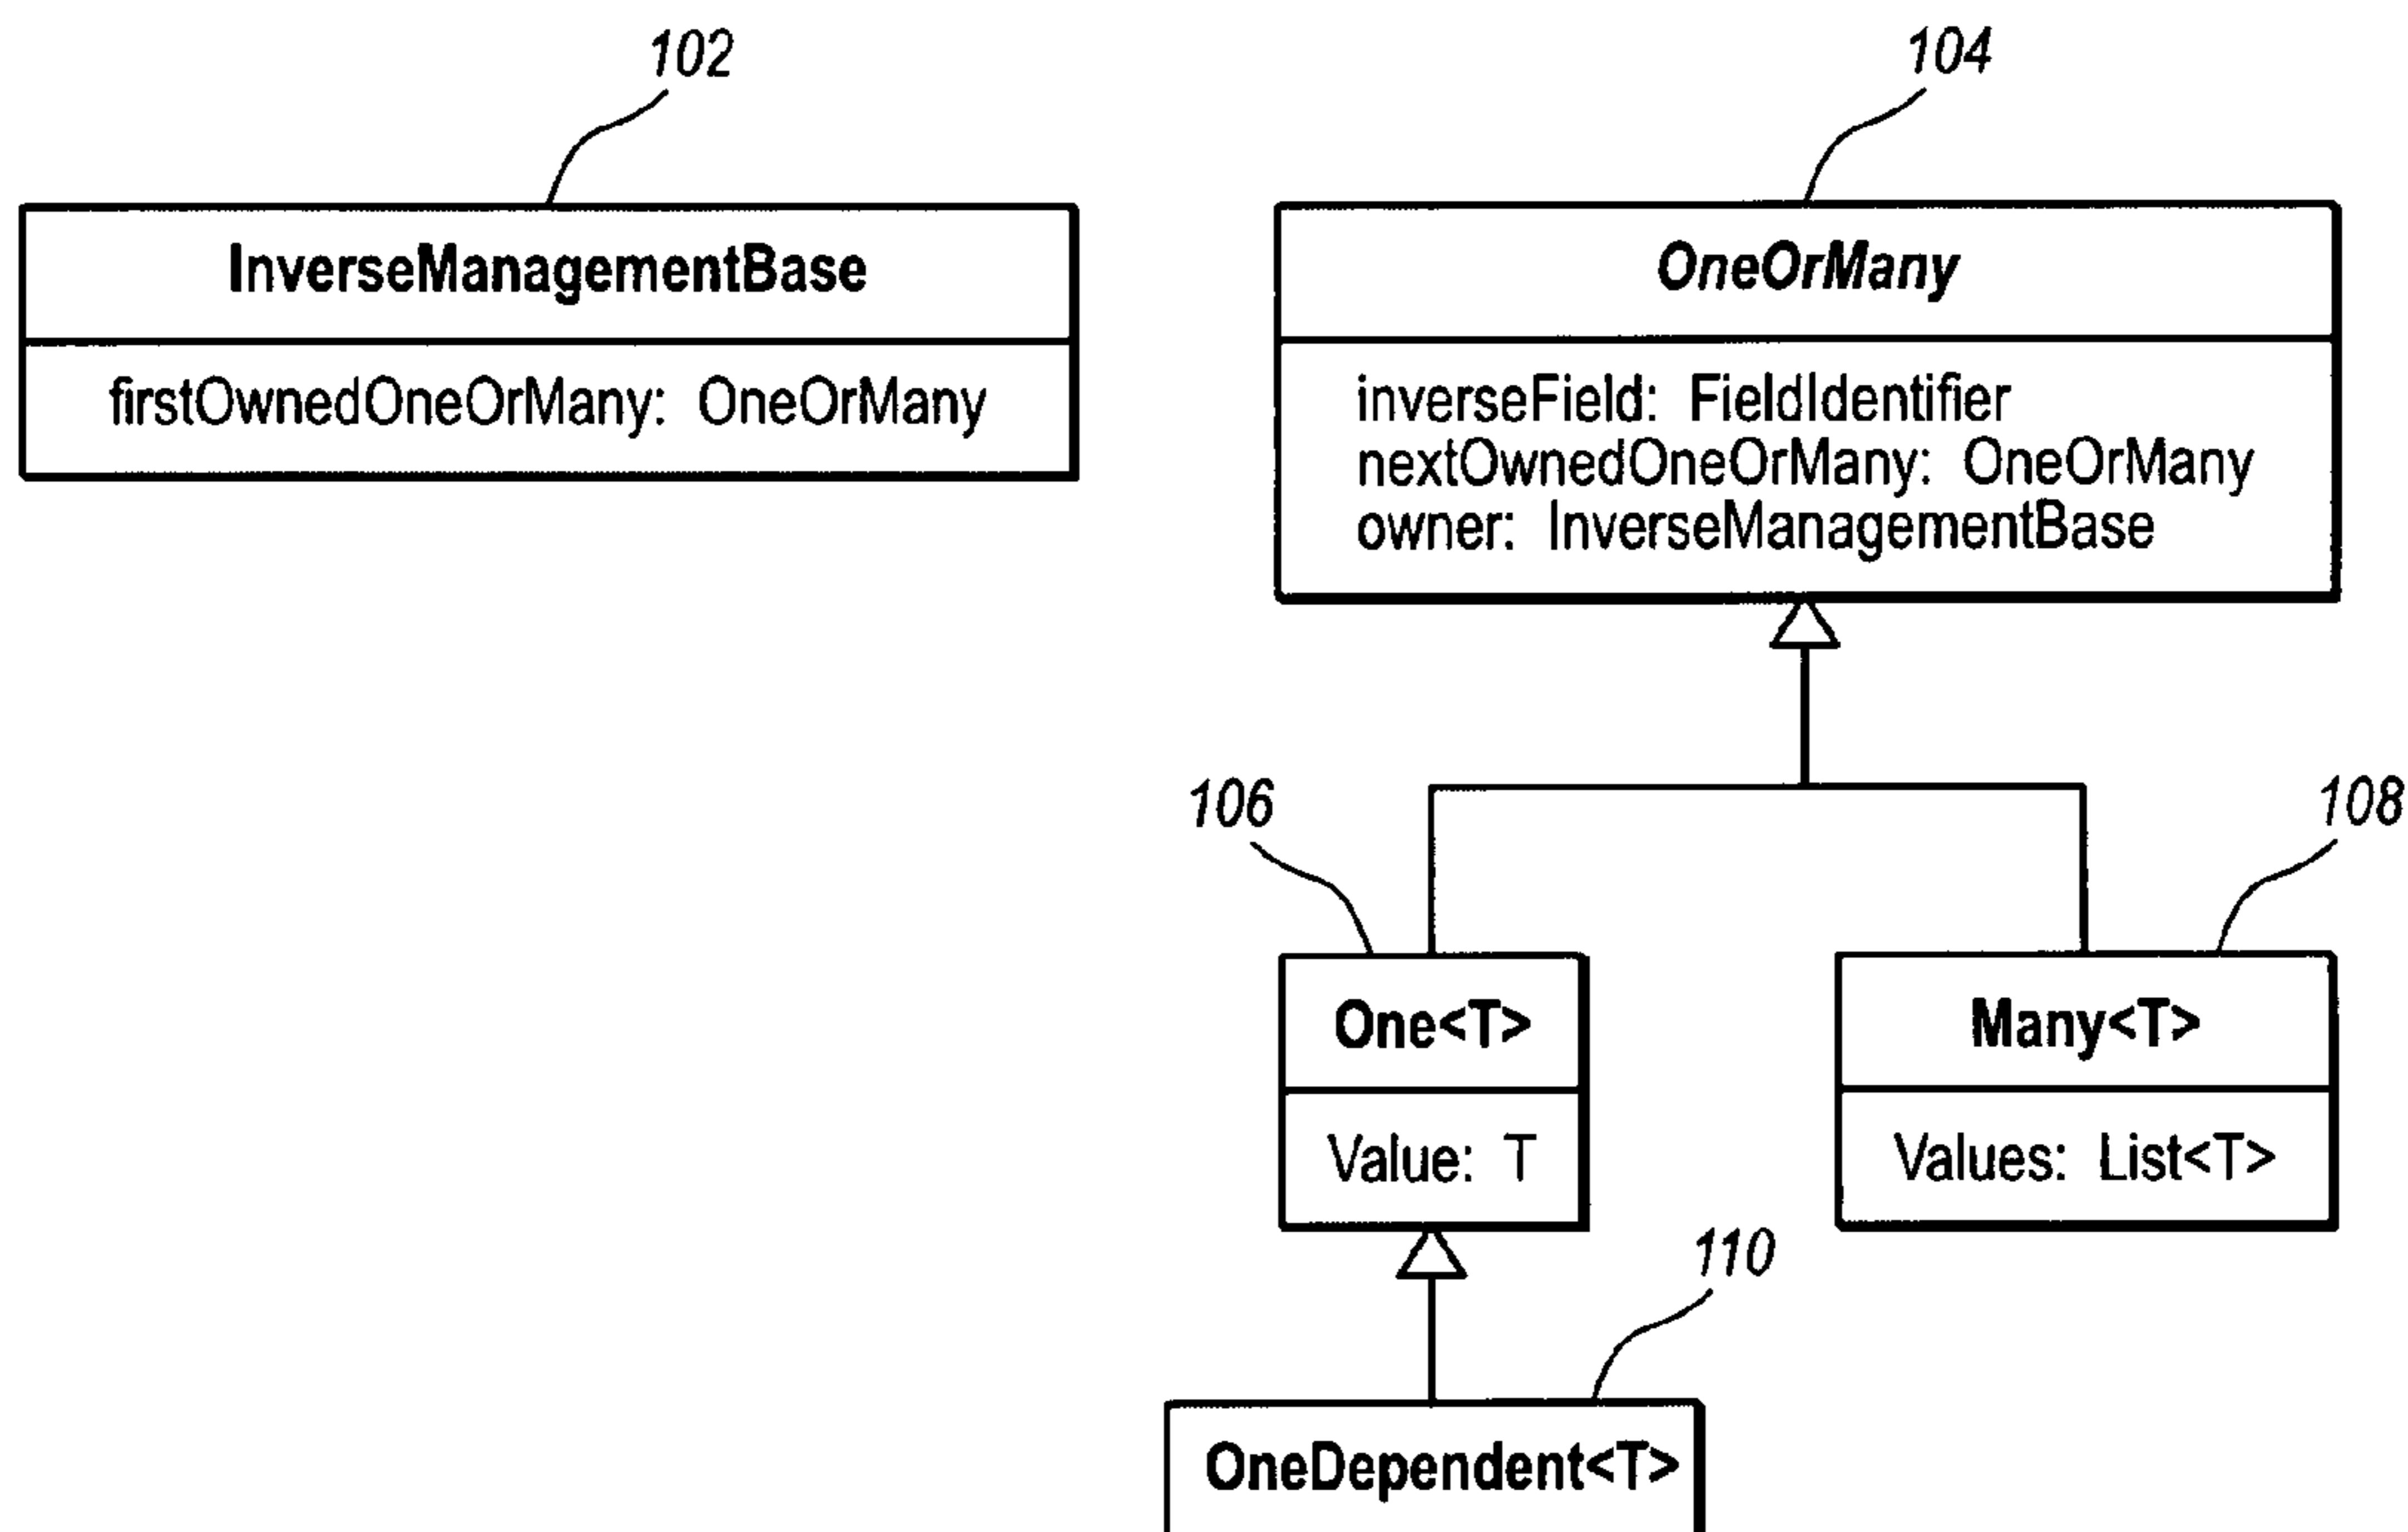 102
104
InverseManagementBase
firstOwnedOneOrMany: OneOrMany
OneOrMany
inverseField: FieldIdentifier
nextOwnedOneOrMany: OneOrMany
owner: InverseManagementBase
106
108
One<T>
Value: T
Many<T>
Values: List<T>
110
OneDependent<T>